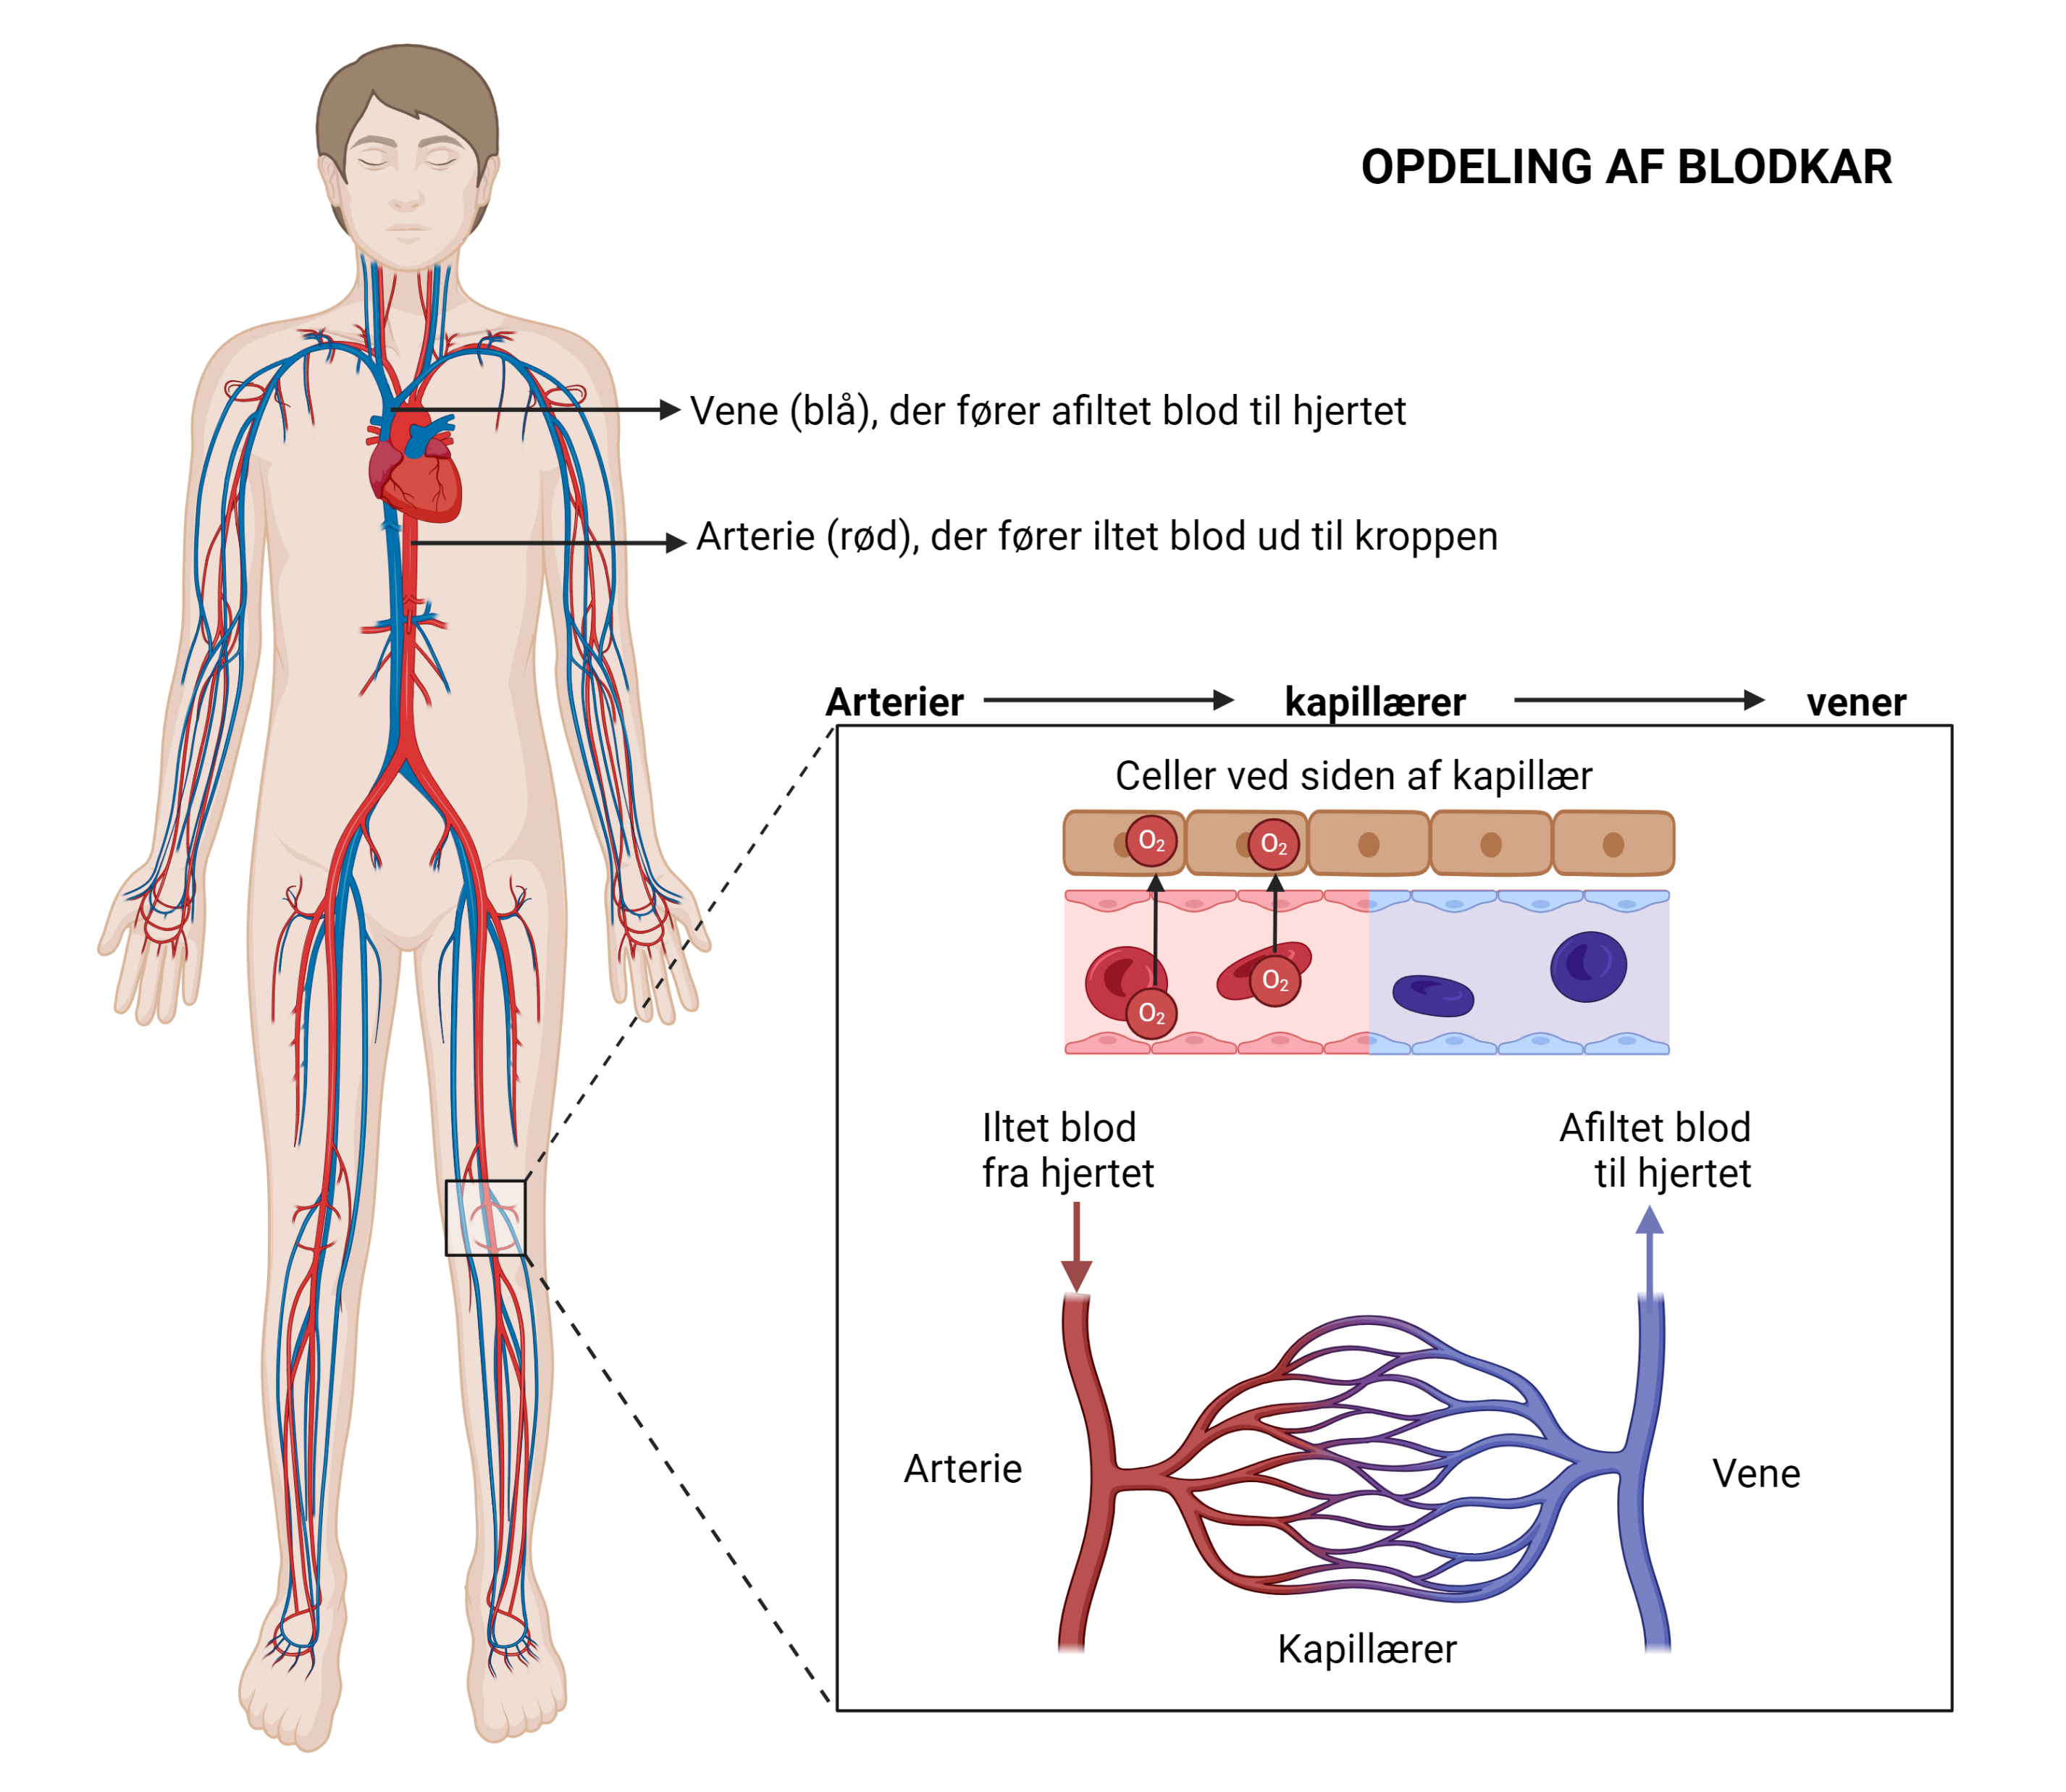 OPDELING AF BLODKAR
Vene (blå), der fører afiltet blod til hjertet
Arterie (rød), der fører iltet blod ud til kroppen
Arterier kapillærer vener
Celler ved siden af kapillær
O₂ O₂
O₂
O₂
Iltet blod
fra hjertet
Afiltet blod
til hjertet
Arterie
Vene
Kapillærer